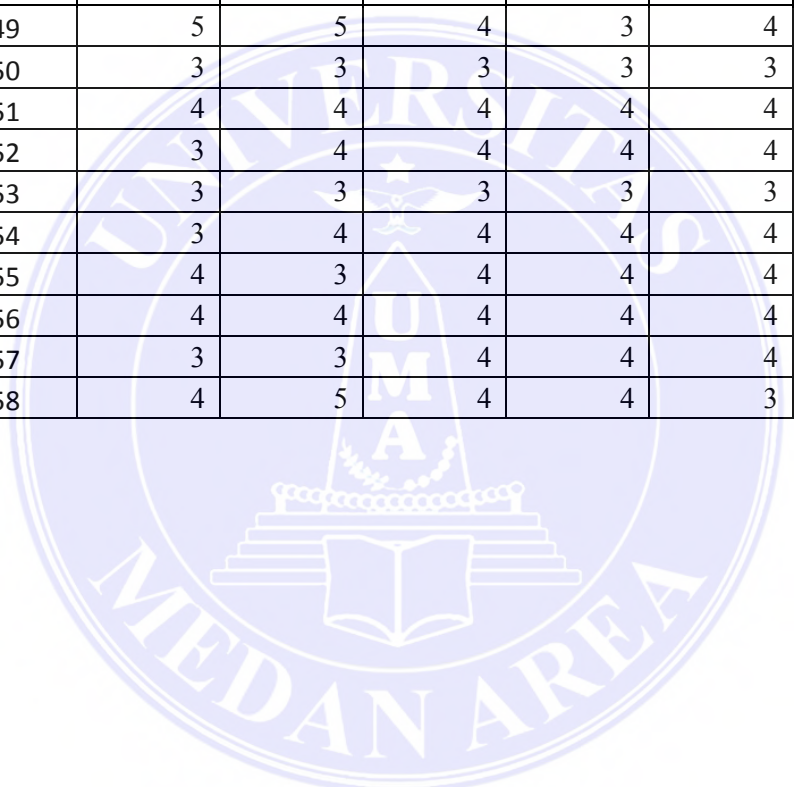 49 5 5 4 3 4
50 3 3 3 3 3
51 4 4 4 4 4
52 3 4 4 4 4
53 3 3 3 3 3
54 3 4 4 4 4
55 4 3 4 4 4
56 4 4 4 4 4
57 3 3 4 4 4
58 4 5 4 4 3
UNIVERSITAS
U
M
A
MEDAN AREA